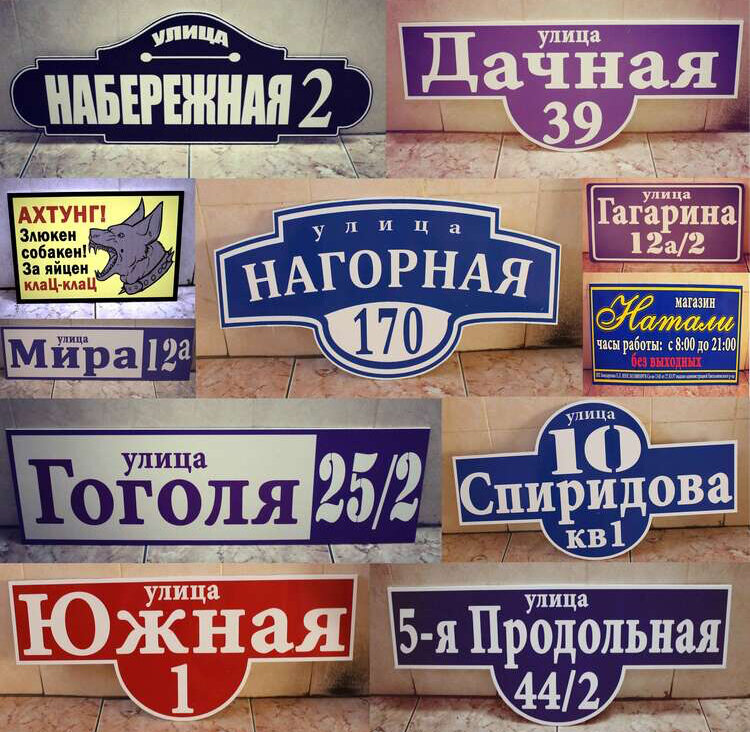 улица
НАБЕРЕЖНАЯ 2
улица
Дачная
39
АХТУНГ!
Злюкен
собакен!
За яйцен
клаЦ-клаЦ
улица
НАГОРНАЯ
170
улица
Гагарина
12а/2
магазин
Натали
часы работы: с 8:00 до 21:00
без выходных
улица
Мира 12а
улица
Гоголя 25/2
улица
10
Спиридова
кв1
улица
Южная
1
улица
5-я Продольная
44/2